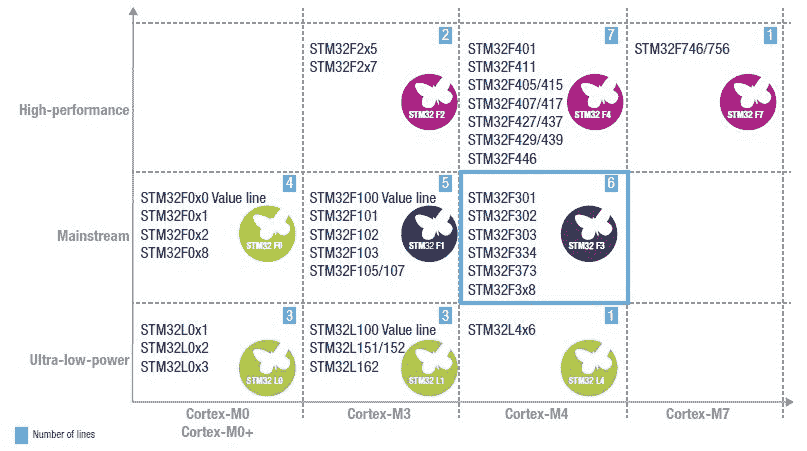 2
7
1
STM32F2x5
STM32F2x7
STM32 F2
STM32F401
STM32F411
STM32F405/415
STM32F407/417
STM32F427/437
STM32F429/439
STM32F446
STM32 F4
STM32F746/756
STM32 F7
High-performance
4
5
6
STM32F0x0 Value line
STM32F0x1
STM32F0x2
STM32F0x8
STM32 F0
STM32F100 Value line
STM32F101
STM32F102
STM32F103
STM32F105/107
STM32 F1
STM32F301
STM32F302
STM32F303
STM32F334
STM32F373
STM32F3x8
STM32 F3
Mainstream
3
3
1
STM32L0x1
STM32L0x2
STM32L0x3
STM32 L0
STM32L100 Value line
STM32L151/152
STM32L162
STM32 L1
STM32L4x6
STM32 L4
Ultra-low-power
Cortex-M0
Cortex-M0+
Cortex-M3
Cortex-M4
Cortex-M7
Number of lines